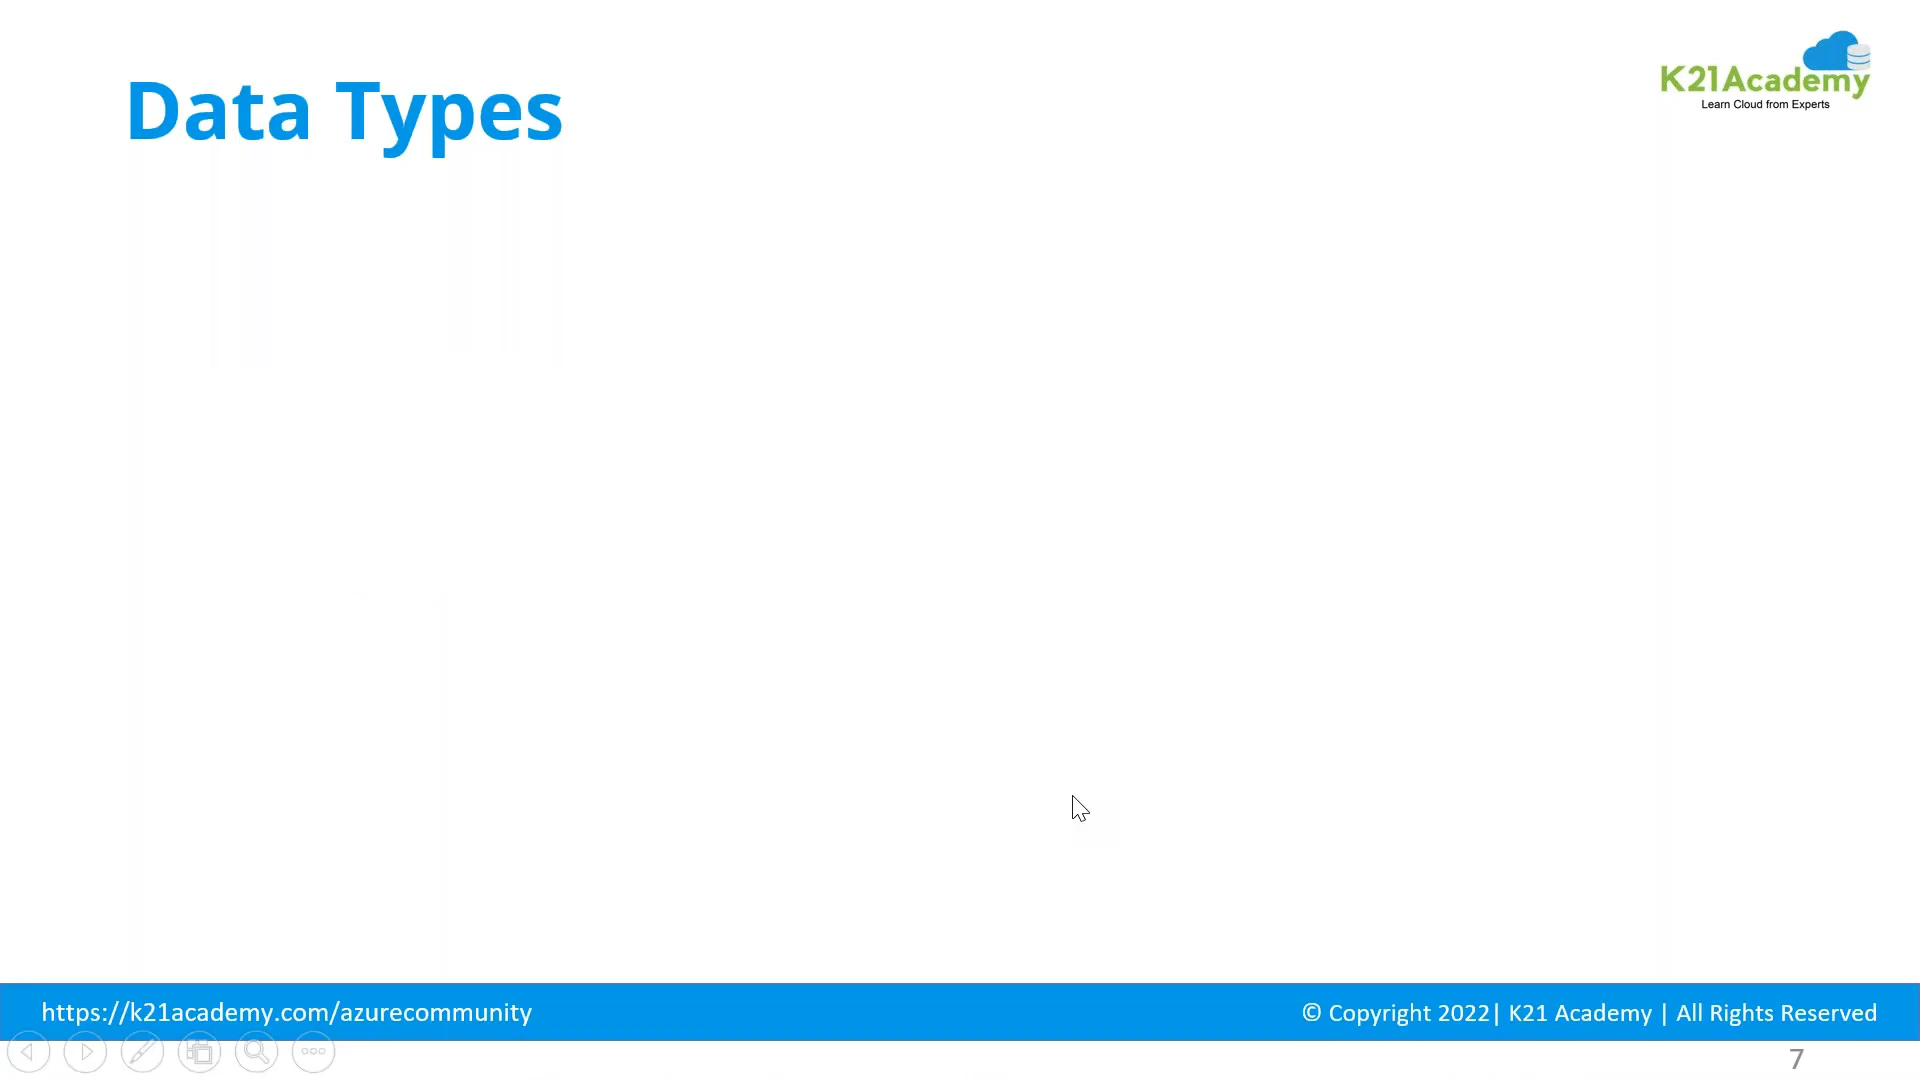 Data Types
K21Academy
Learn Cloud from Experts
https://k21academy.com/azurecommunity
© Copyright 2022| K21 Academy | All Rights Reserved
7